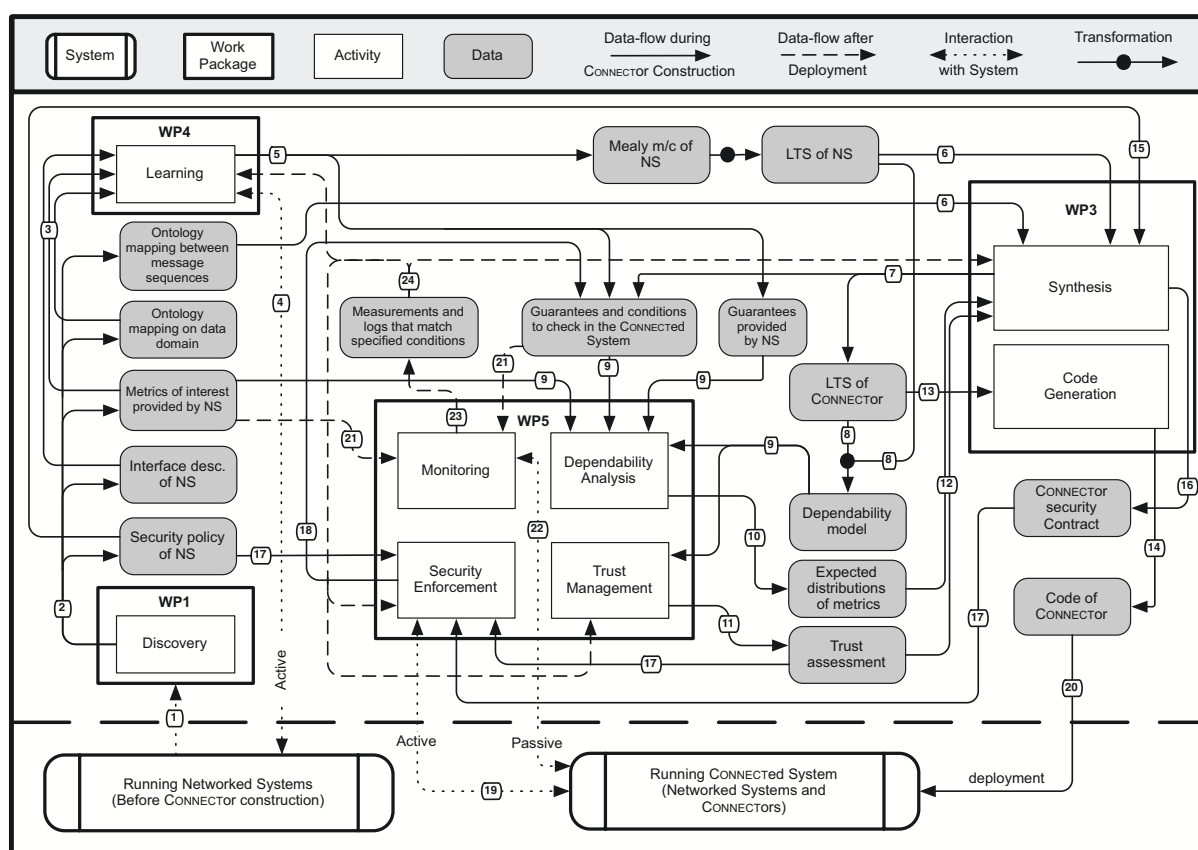 System
Work
Package
Activity
Data
Data-flow during
CONNECTor Construction
Data-flow after
Deployment
Interaction
with System
Transformation
WP4
Learning
5
Mealy m/c of
NS
LTS of NS
6
15
WP3
3
Ontology
mapping between
message
sequences
6
Synthesis
4
24
7
Ontology
mapping on data
domain
Measurements and
logs that match
specified conditions
Guarantees and conditions
to check in the CONNECTed
System
Guarantees
provided
by NS
21
9
Metrics of interest
provided by NS
9
9
LTS of
CONNECTor
13
Code
Generation
21
23
WP5
8
8
Monitoring
Dependability
Analysis
9
12
16
Interface desc.
of NS
CONNECTor
security
Contract
18
22
10
Dependability
model
14
Security policy
of NS
17
Security
Enforcement
Trust
Management
Expected
distributions
of metrics
2
WP1
Discovery
11
17
Code of
CONNECTor
Trust
assessment
17
Active
20
1
Active
Passive
19
Running Networked Systems
(Before CONNECTor construction)
Running CONNECTed System
(Networked Systems and
CONNECTors)
deployment